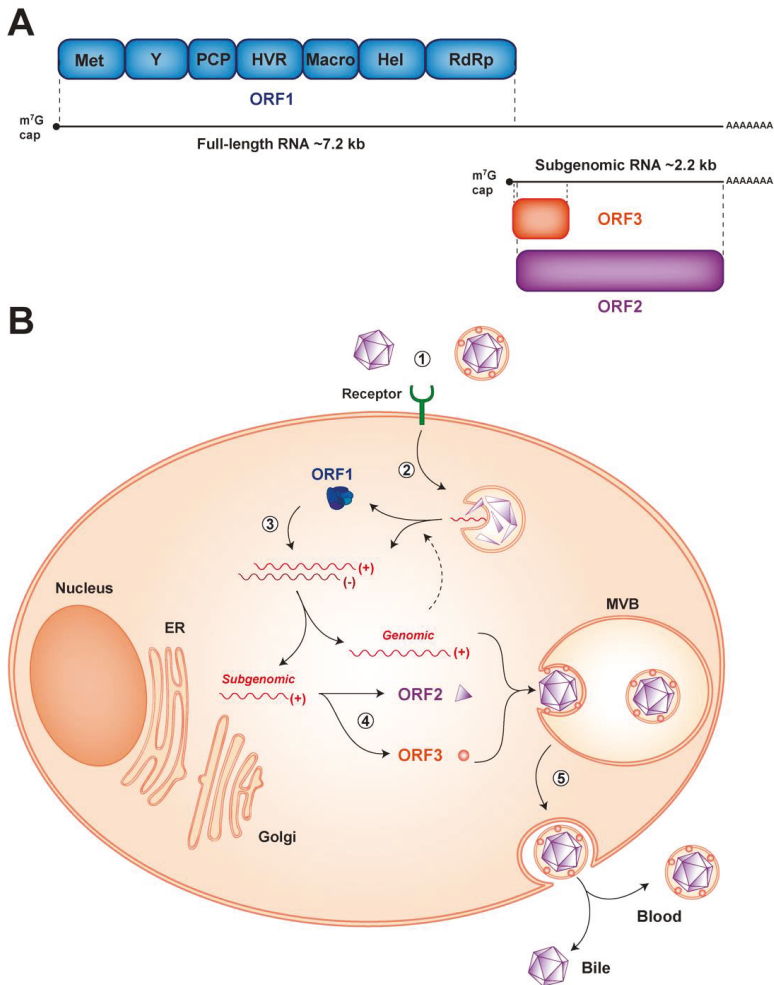 A
Met Y PCP HVR Macro Hel RdRp
ORF1
m⁷G
cap
AAAAAAA
Full-length RNA ~7.2 kb
Subgenomic RNA ~2.2 kb
m⁷G
cap
AAAAAAA
ORF3
ORF2
B
①
Receptor
②
ORF1
③
(+)
(-)
Nucleus
MVB
ER
Genomic
(+)
Subgenomic
(+)
ORF2
④
ORF3
⑤
Golgi
Blood
Bile